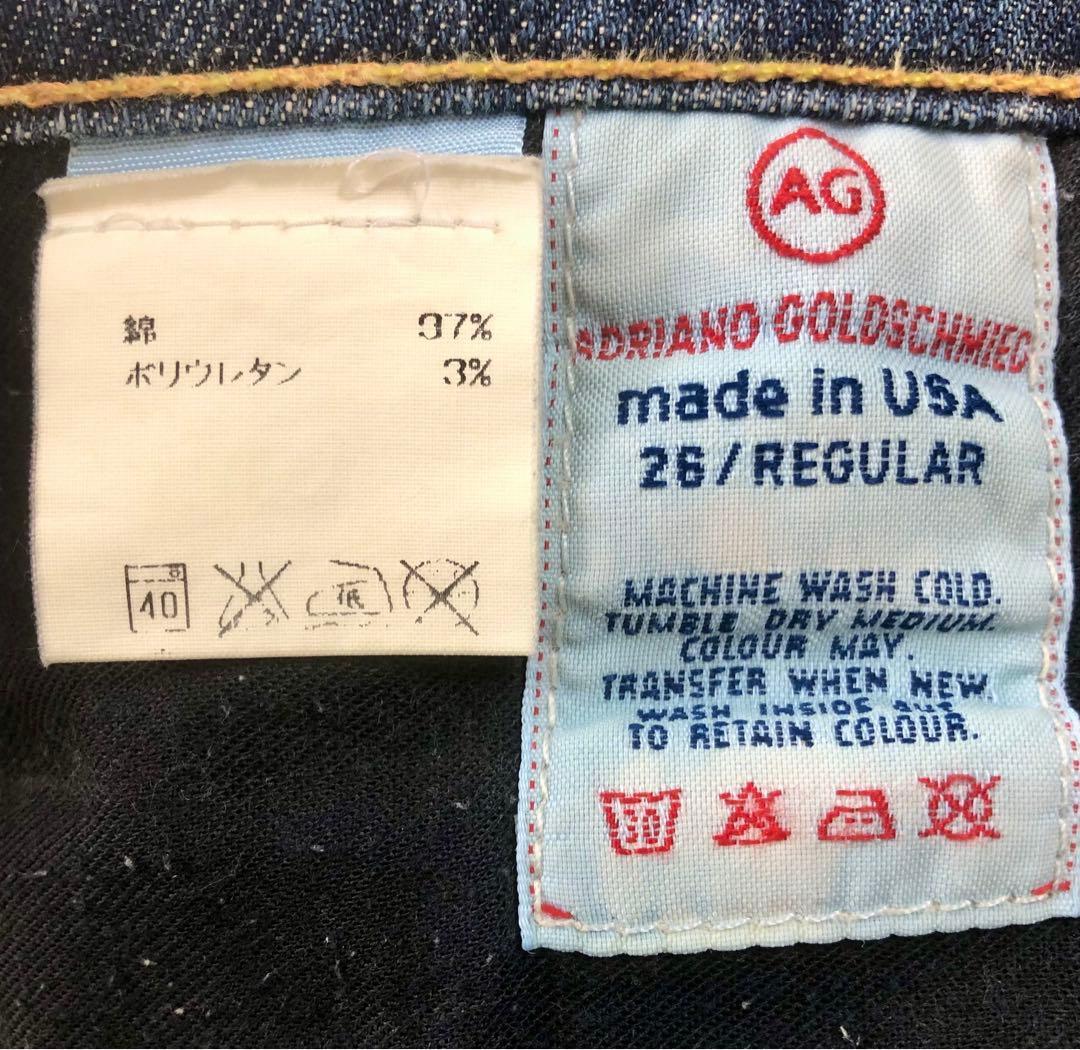 綿 97%
ポリウレタン 3%
40
低
AG
ADRIANO GOLDSCHMIED
made in USA
26/REGULAR
MACHINE WASH COLD.
TUMBLE DRY MEDIUM.
COLOUR MAY.
TRANSFER WHEN NEW.
WASH INSIDE OUT
TO RETAIN COLOUR.
30